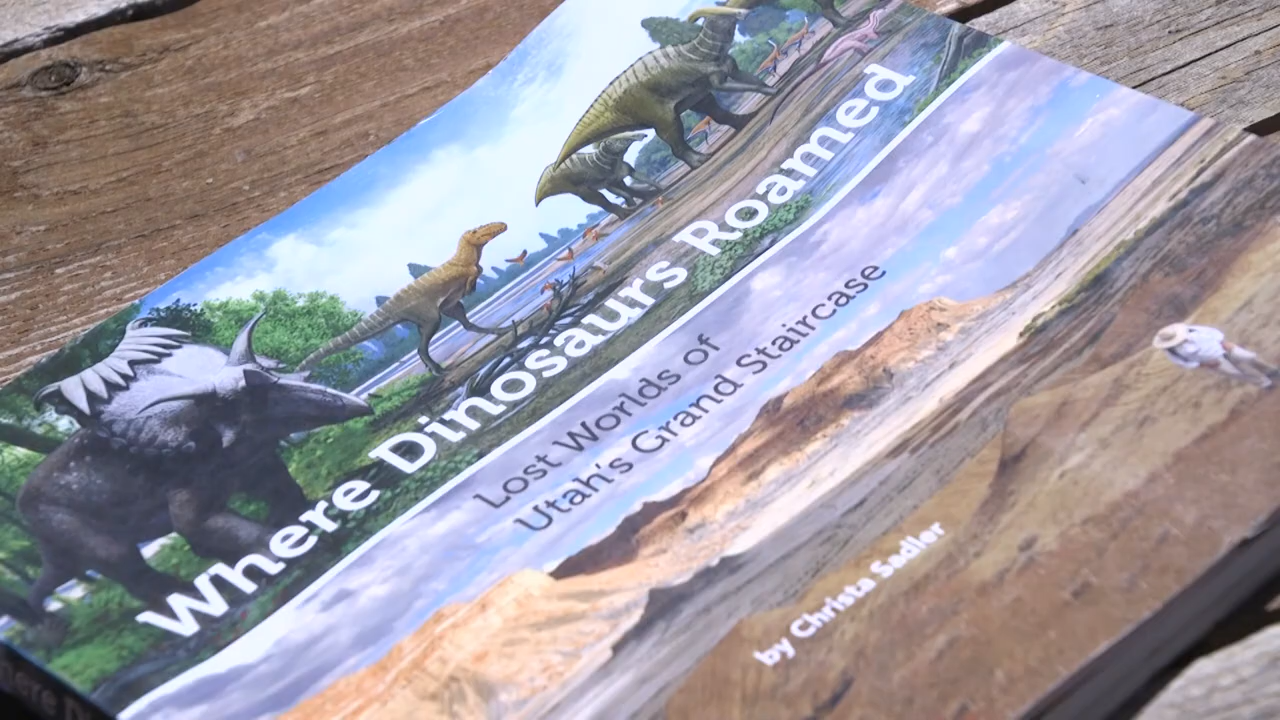 Where Dinosaurs Roamed
Lost Worlds of
Utah's Grand Staircase
by Christa Sadler